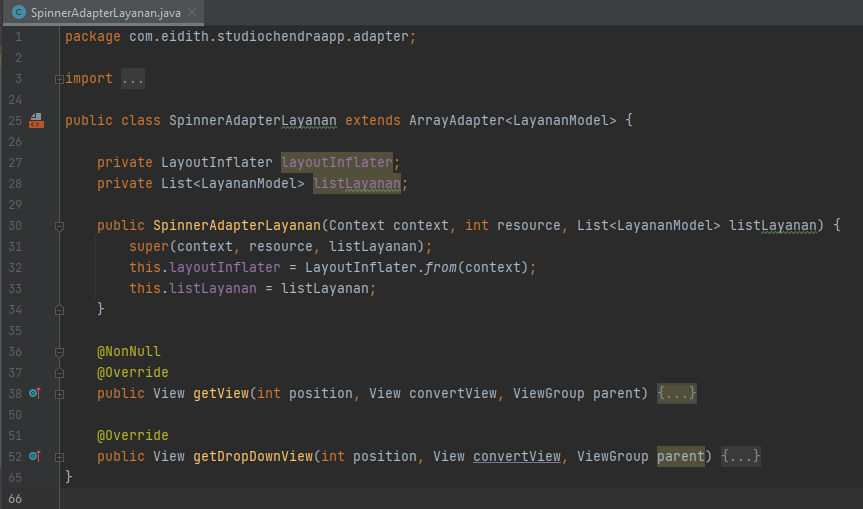 SpinnerAdapterLayanan.java
1 package com.eidith.studiochendraapp.adapter;
2
3 import ...
24
25 public class SpinnerAdapterLayanan extends ArrayAdapter<LayananModel> {
26
27 private LayoutInflater layoutInflater;
28 private List<LayananModel> listLayanan;
29
30 public SpinnerAdapterLayanan(Context context, int resource, List<LayananModel> listLayanan) {
31 super(context, resource, listLayanan);
32 this.layoutInflater = LayoutInflater.from(context);
33 this.listLayanan = listLayanan;
34 }
35
36 @NonNull
37 @Override
38 public View getView(int position, View convertView, ViewGroup parent) {...}
50
51 @Override
52 public View getDropDownView(int position, View convertView, ViewGroup parent) {...}
65 }
66